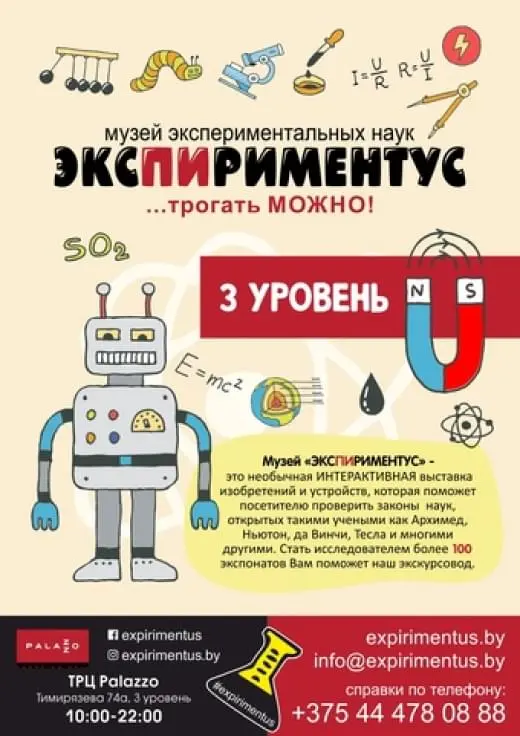 I=U/R R=U/I
музей экспериментальных наук
ЭКСПИРИМЕНТУС
...трогать МОЖНО!
SO₂
3 УРОВЕНЬ
N S
E=mc²
Музей «ЭКСПИРИМЕНТУС» -
это необычная ИНТЕРАКТИВНАЯ выставка
изобретений и устройств, которая поможет
посетителю проверить законы наук,
открытых такими учеными как Архимед,
Ньютон, да Винчи, Тесла и многими
другими. Стать исследователем более 100
экспонатов Вам поможет наш экскурсовод.
PALAZZO
expirimentus
expirimentus.by
ТРЦ Palazzo
Тимирязева 74а, 3 уровень
10:00-22:00
#expirimentus
expirimentus.by
info@expirimentus.by
справки по телефону:
+375 44 478 0 88 88